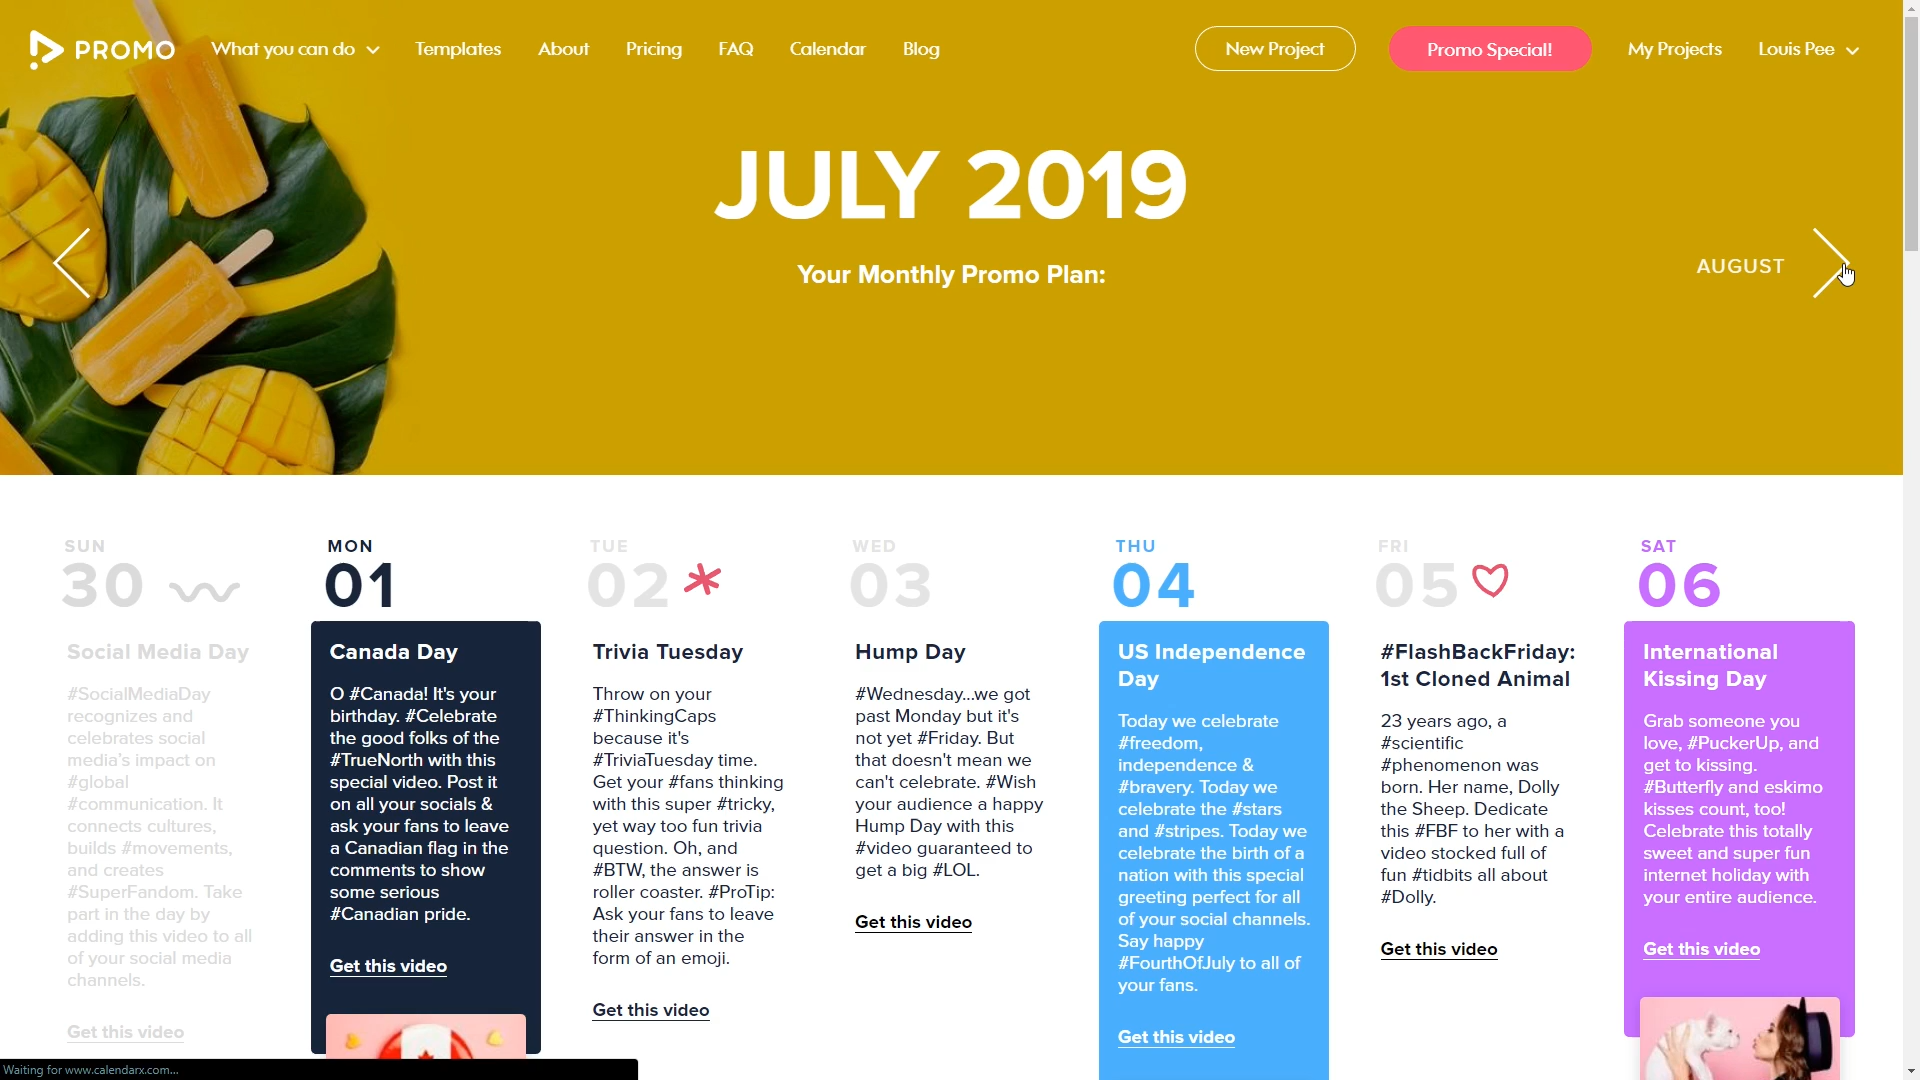 PROMO
What you can do
Templates
About
Pricing
FAQ
Calendar
Blog
New Project
Promo Special!
My Projects
Louis Pee
JULY 2019
Your Monthly Promo Plan:
AUGUST
SUN
30
Social Media Day
#SocialMediaDay
recognizes and
celebrates social
media's impact on
#global
#communication. It
connects cultures,
builds #movements,
and creates
#SuperFandom. Take
part in the day by
adding this video to all
of your social media
channels.
Get this video
MON
01
Canada Day
O #Canada! It's your
birthday. #Celebrate
the good folks of the
#TrueNorth with this
special video. Post it
on all your socials &
ask your fans to leave
a Canadian flag in the
comments to show
some serious
#Canadian pride.
Get this video
TUE
02
Trivia Tuesday
Throw on your
#ThinkingCaps
because it's
#TriviaTuesday time.
Get your #fans thinking
with this super #tricky,
yet way too fun trivia
question. Oh, and
#BTW, the answer is
roller coaster. #ProTip:
Ask your fans to leave
their answer in the
form of an emoji.
Get this video
WED
03
Hump Day
#Wednesday...we got
past Monday but it's
not yet #Friday. But
that doesn't mean we
can't celebrate. #Wish
your audience a happy
Hump Day with this
#video guaranteed to
get a big #LOL.
Get this video
THU
04
US Independence
Day
Today we celebrate
#freedom,
independence &
#bravery. Today we
celebrate the #stars
and #stripes. Today we
celebrate the birth of a
nation with this special
greeting perfect for all
of your social channels.
Say happy
#FourthOfJuly to all of
your fans.
Get this video
FRI
05
#FlashBackFriday:
1st Cloned Animal
23 years ago, a
#scientific
#phenomenon was
born. Her name, Dolly
the Sheep. Dedicate
this #FBF to her with a
video stocked full of
fun #tidbits all about
#Dolly.
Get this video
SAT
06
International
Kissing Day
Grab someone you
love, #PuckerUp, and
get to kissing.
#Butterfly and eskimo
kisses count, too!
Celebrate this totally
sweet and super fun
internet holiday with
your entire audience.
Get this video
Waiting for www.calendarx.com...